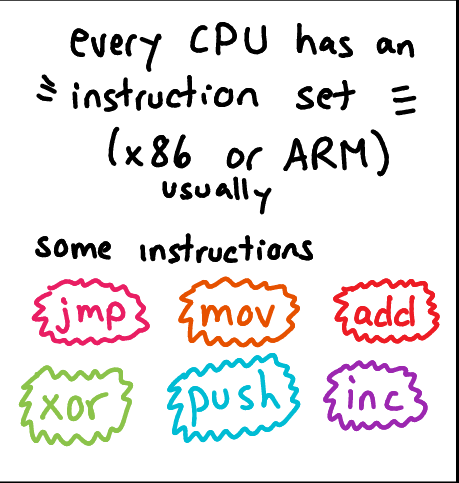 every CPU has an
instruction set
(x86 or ARM)
usually
some instructions
jmp mov add
xor push inc